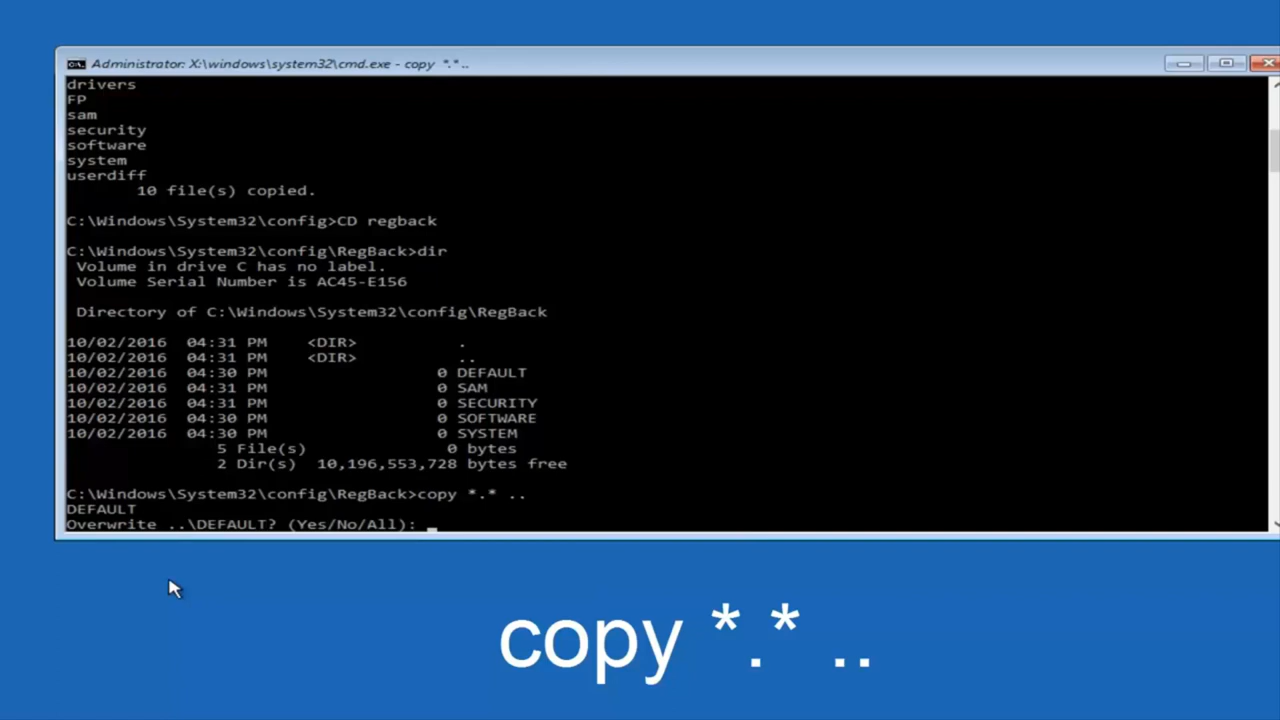 Administrator: X:\windows\system32\cmd.exe - copy *.* ..
drivers
FP
sam
security
software
system
userdiff
10 file(s) copied.
C:\Windows\System32\config>CD regback
C:\Windows\System32\config\RegBack>dir
Volume in drive C has no label.
Volume Serial Number is AC45-E156
Directory of C:\Windows\System32\config\RegBack
10/02/2016 04:31 PM <DIR> .
10/02/2016 04:31 PM <DIR> ..
10/02/2016 04:30 PM 0 DEFAULT
10/02/2016 04:31 PM 0 SAM
10/02/2016 04:31 PM 0 SECURITY
10/02/2016 04:30 PM 0 SOFTWARE
10/02/2016 04:30 PM 0 SYSTEM
5 File(s) 0 bytes
2 Dir(s) 10,196,553,728 bytes free
C:\Windows\System32\config\RegBack>copy *.* ..
DEFAULT
Overwrite ..\DEFAULT? (Yes/No/All): _
copy *.* ..